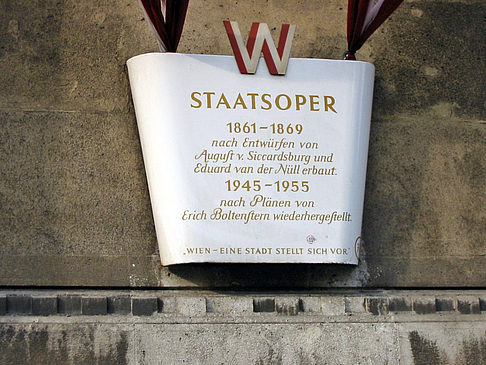 W
STAATSOPER
1861-1869
nach Entwürfen von
August v. Siccardsburg und
Eduard van der Nüll erbaut.
1945-1955
nach Plänen von
Erich Boltenstern wiederhergestellt.
„WIEN - EINE STADT STELLT SICH VOR"